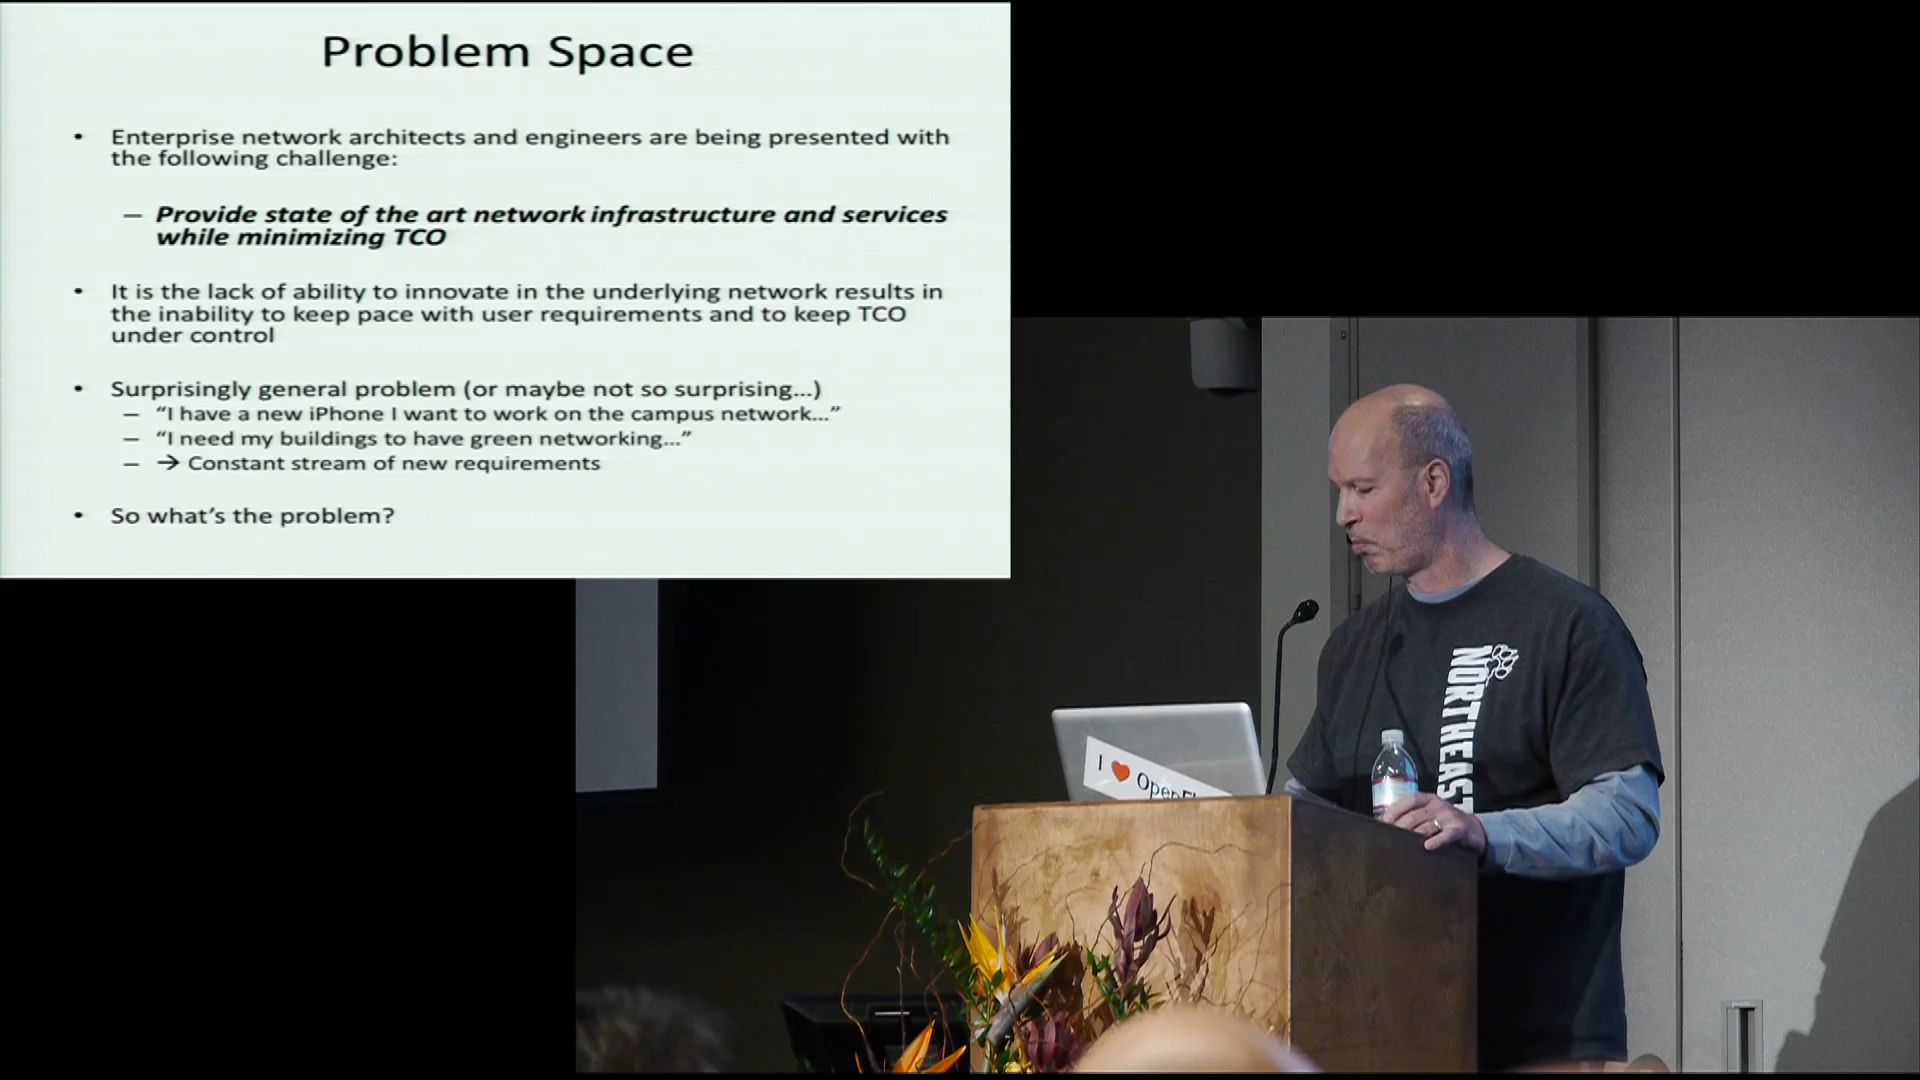 Problem Space
• Enterprise network architects and engineers are being presented with
the following challenge:
– Provide state of the art network infrastructure and services
while minimizing TCO
• It is the lack of ability to innovate in the underlying network results in
the inability to keep pace with user requirements and to keep TCO
under control
• Surprisingly general problem (or maybe not so surprising...)
– “I have a new iPhone I want to work on the campus network...”
– “I need my buildings to have green networking...”
– → Constant stream of new requirements
• So what’s the problem?
I ♥
NORTHEAST